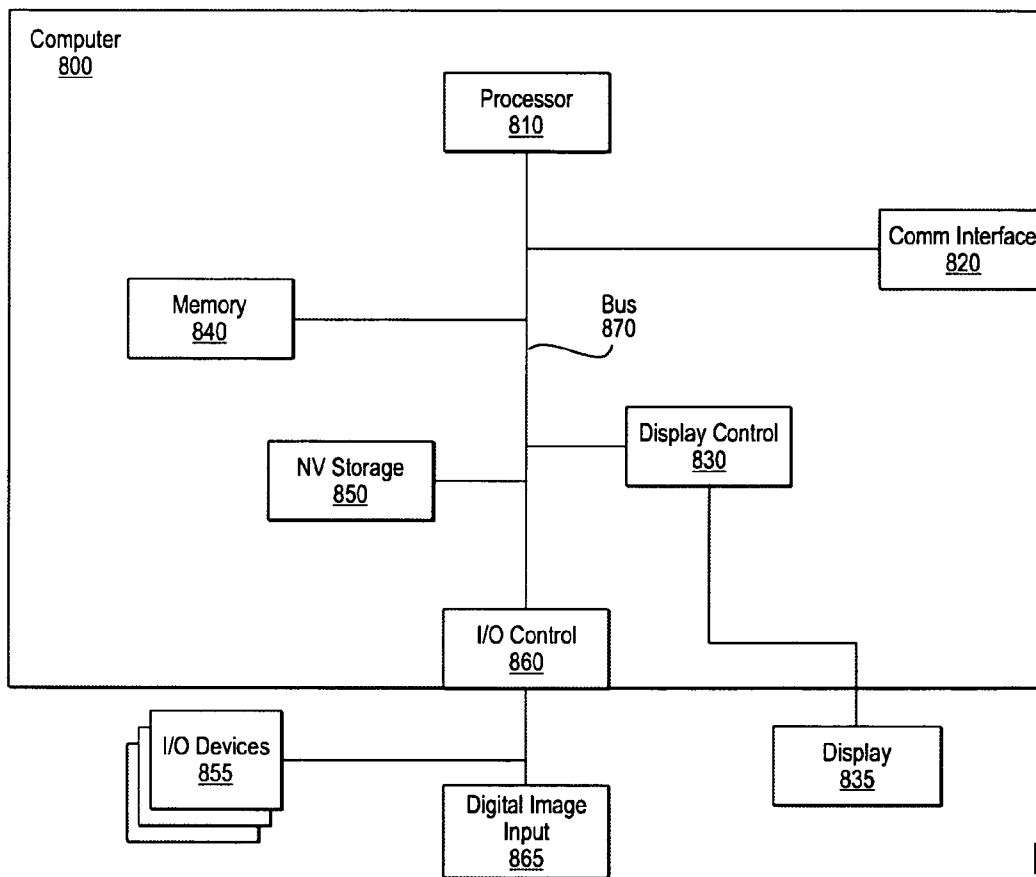 Computer
800
Processor
810
Comm Interface
820
Memory
840
Bus
870
Display Control
830
NV Storage
850
I/O Control
860
I/O Devices
855
Display
835
Digital Image
Input
865